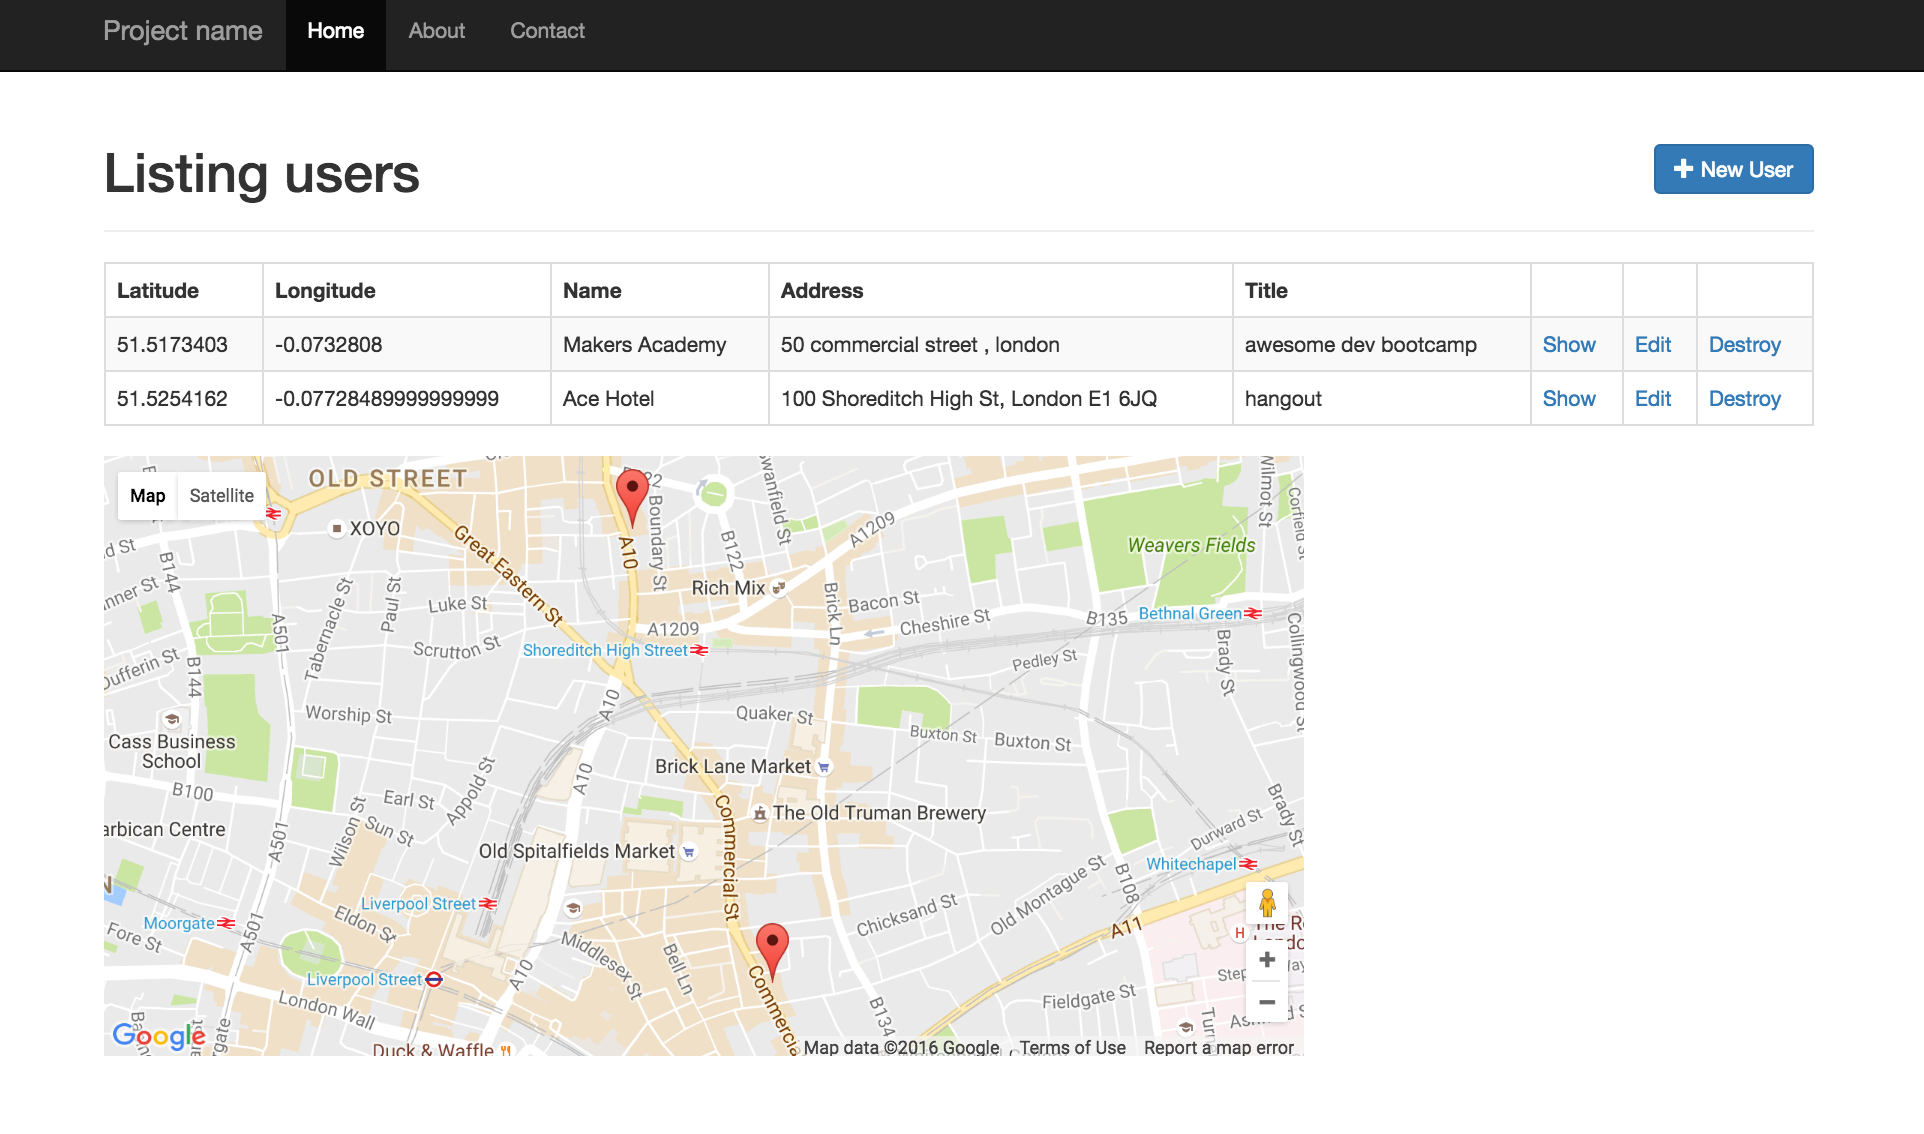 Project name Home About Contact
Listing users
New User
Latitude Longitude Name Address Title
51.5173403 -0.0732808 Makers Academy 50 commercial street , london awesome dev bootcamp Show Edit Destroy
51.5254162 -0.07728489999999999 Ace Hotel 100 Shoreditch High St, London E1 6JQ hangout Show Edit Destroy
Map Satellite
OLD STREET
XOYO
Great Eastern St
A10
Boundary St
B122
A1209
Wilmot St
Weavers Fields
Rich Mix
Brick Ln
Bacon St
Cheshire St
B135
Bethnal Green
B144
A501
Tabernacle St
Paul St
Luke St
Scrutton St
A1209
Shoreditch High Street
Pedley St
Brady St
Collingwood St
Dufferin St
B144
A10
Worship St
Quaker St
Buxton St
Buxton St
Cass Business
School
B100
Earl St
Appold St
A10
Brick Lane Market
The Old Truman Brewery
Brady St
arbican Centre
Wilson St
Sun St
A501
Old Spitalfields Market
Commercial St
Durward St
Whitechapel
Old Montague St
B108
Chicksand St
A11
Liverpool Street
Moorgate
Fore St
A501
Eldon St
Middlesex St
Bell Ln
Liverpool Street
A10
London Wall
B134
Fieldgate St
H
Google
Duck & Waffle
Map data ©2016 Google Terms of Use Report a map error